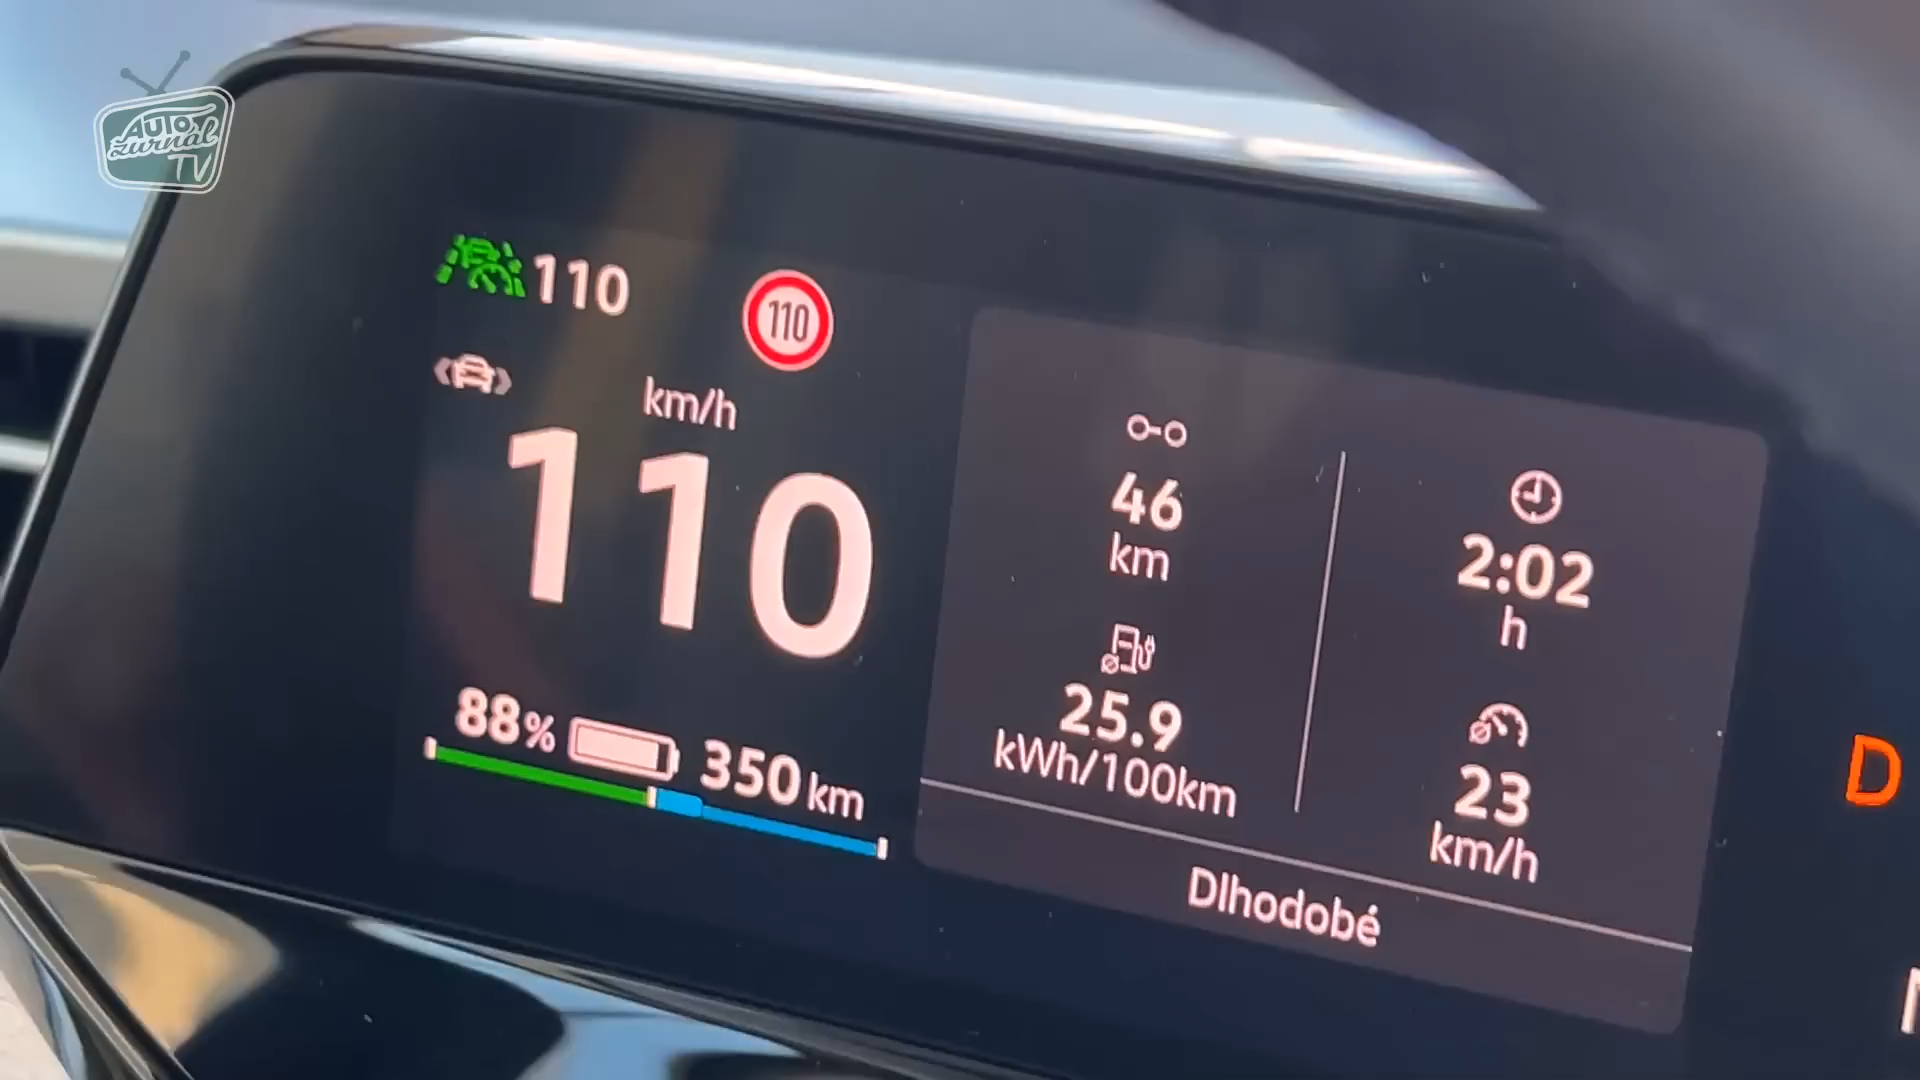 AUTO
žurnál
TV
110
110
km/h
110
88% 350 km
46
km
25.9
kWh/100km
2:02
h
23
km/h
Dlhodobé
D